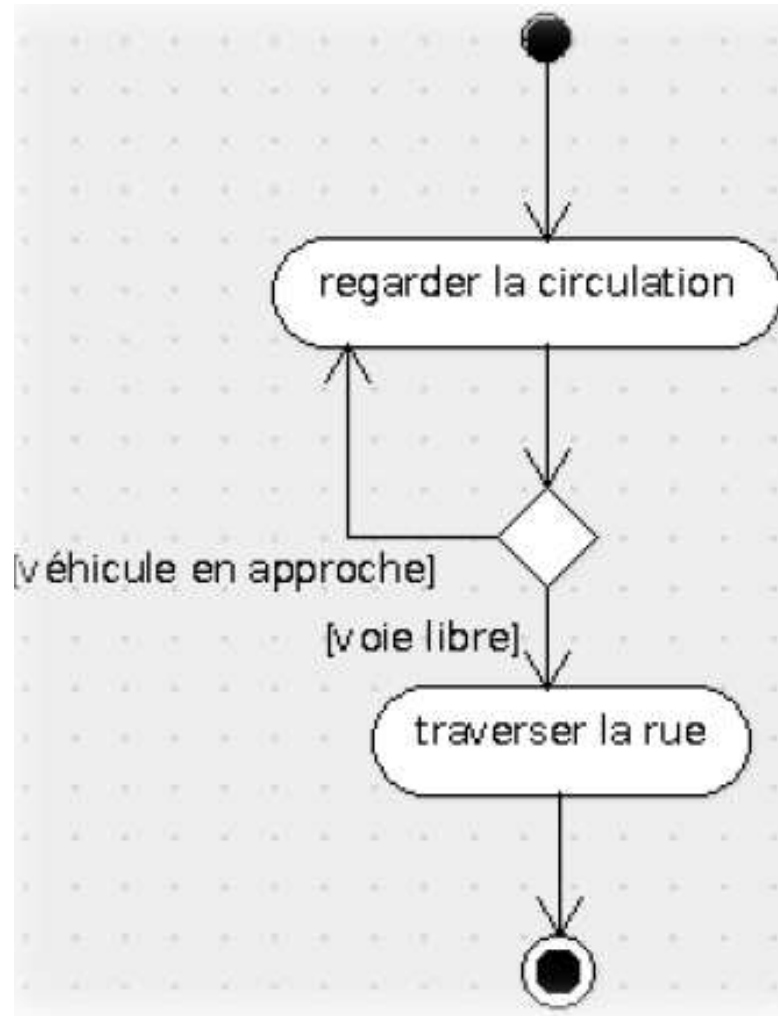 regarder la circulation
[véhicule en approche]
[voie libre]
traverser la rue